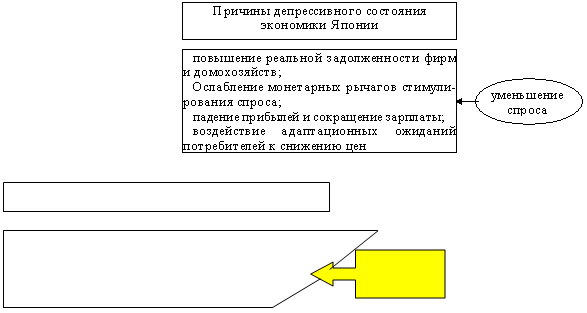 Причины депрессивного состояния
экономики Японии
повышение реальной задолженности фирм
и домохозяйств;
Ослабление монетарных рычагов стимули-
рования спроса;
падение прибылей и сокращение зарплаты;
воздействие адаптационных ожиданий
потребителей к снижению цен
уменьшение
спроса